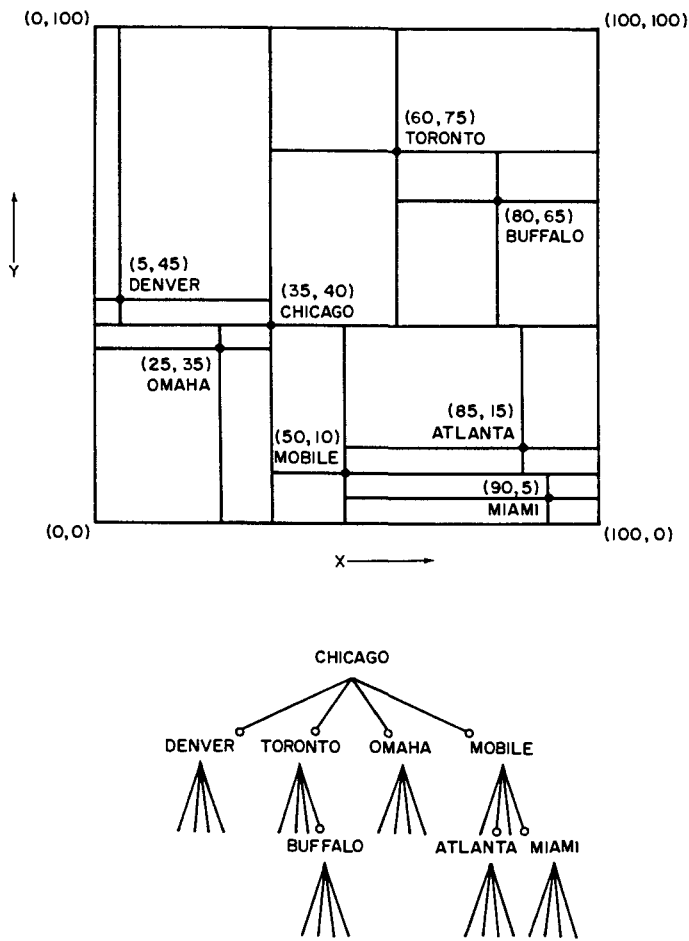 (0,100)
(100,100)
(60,75)
TORONTO
(80,65)
BUFFALO
Y
(5,45)
DENVER
(35,40)
CHICAGO
(25,35)
OMAHA
(85,15)
ATLANTA
(50,10)
MOBILE
(90,5)
MIAMI
(0,0)
(100,0)
X
CHICAGO
DENVER TORONTO OMAHA MOBILE
BUFFALO ATLANTA MIAMI